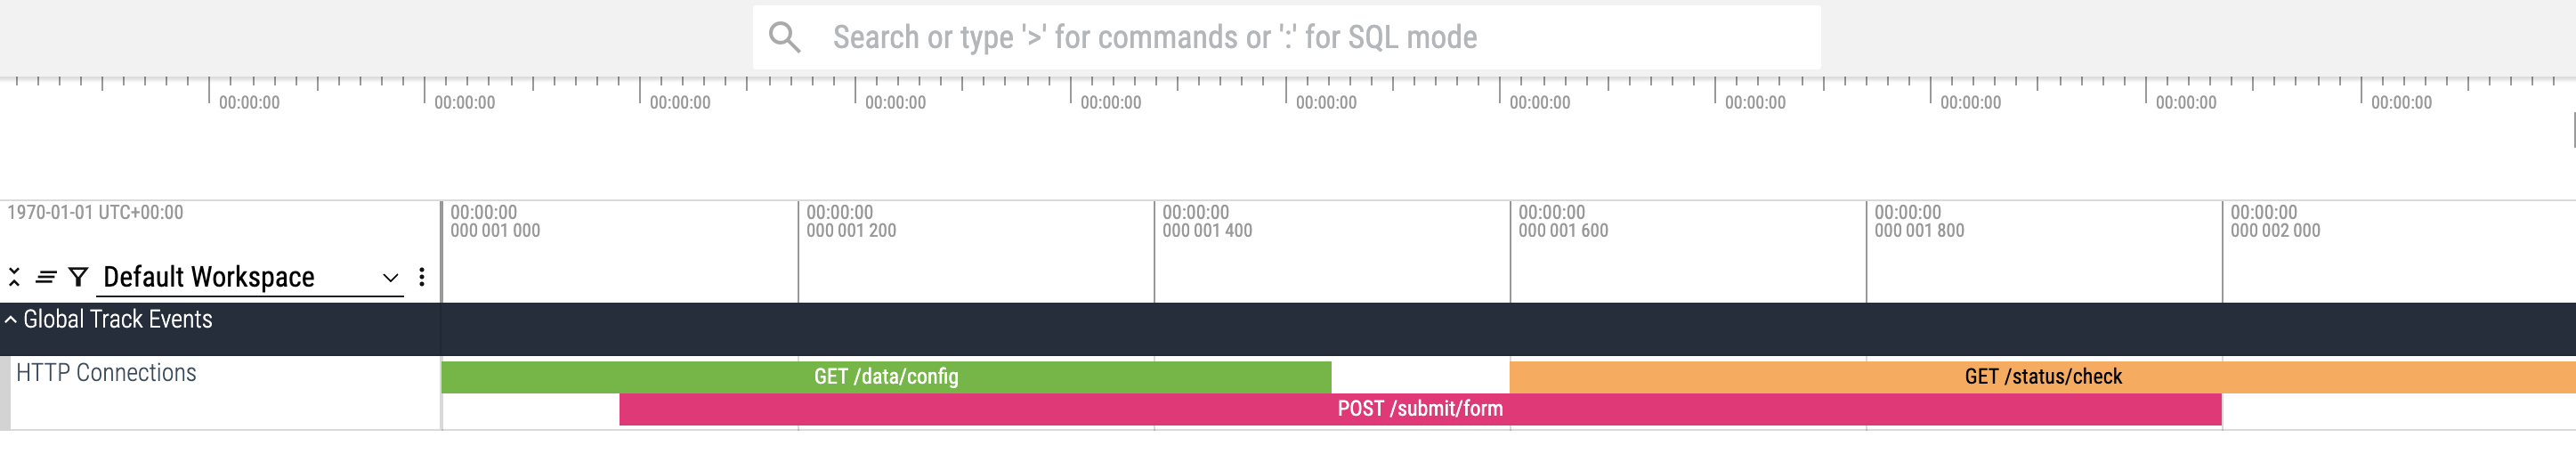 Search or type '>' for commands or ':' for SQL mode
00:00:00 00:00:00 00:00:00 00:00:00 00:00:00 00:00:00 00:00:00 00:00:00 00:00:00 00:00:00 00:00:00
1970-01-01 UTC+00:00 00:00:00 00:00:00 00:00:00 00:00:00 00:00:00 00:00:00
000 001 000 000 001 200 000 001 400 000 001 600 000 001 800 000 002 000
Default Workspace
Global Track Events
HTTP Connections GET /data/config GET /status/check
POST /submit/form